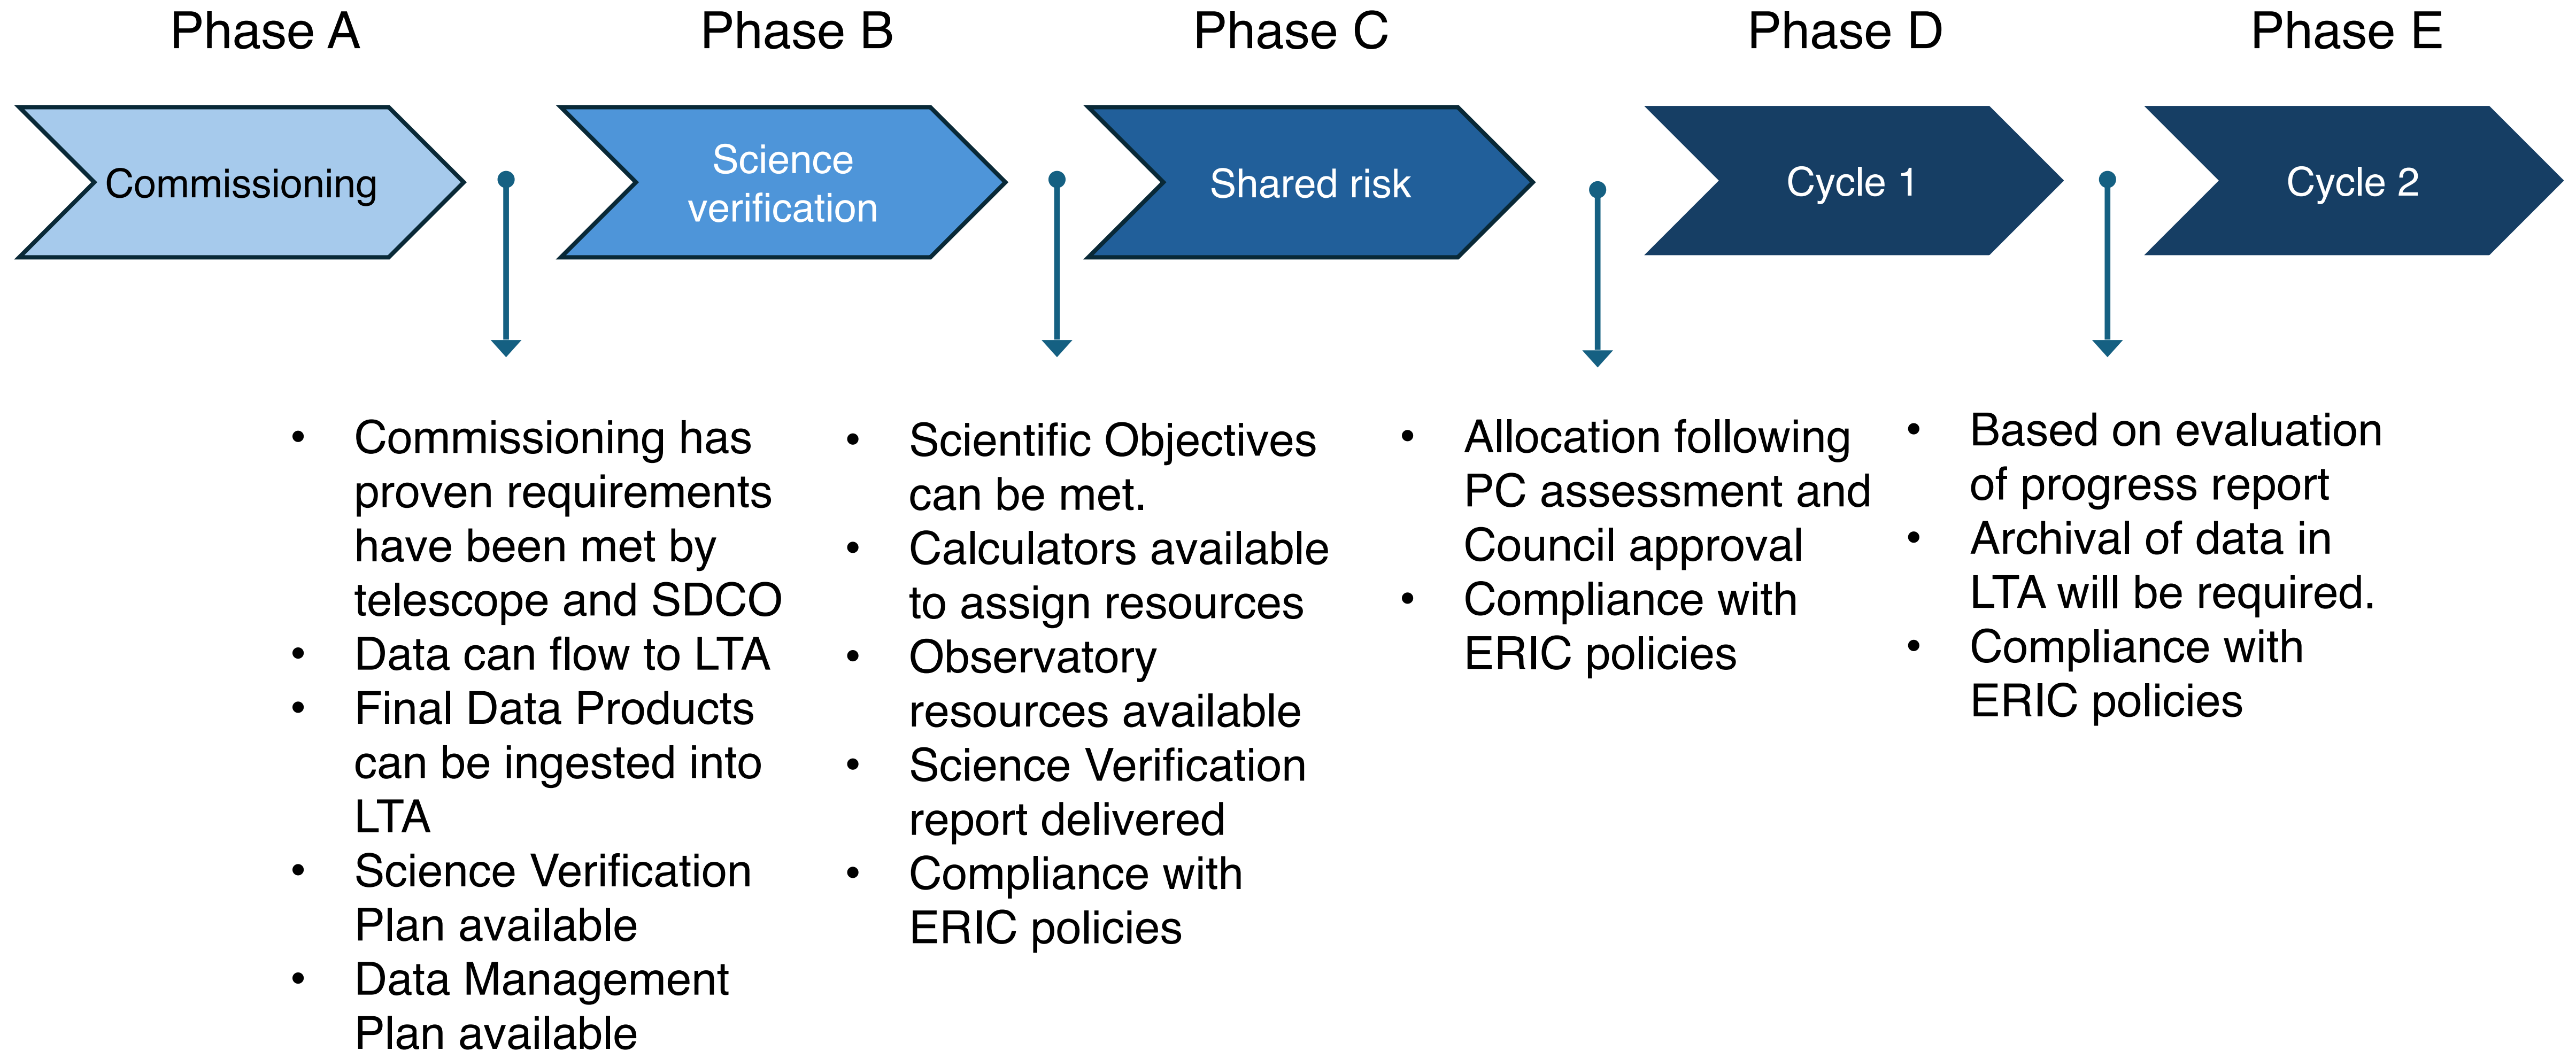 Phase A
Phase B
Phase C
Phase D
Phase E
Commissioning
Science
verification
Shared risk
Cycle 1
Cycle 2
• Commissioning has
proven requirements
have been met by
telescope and SDCO
• Data can flow to LTA
• Final Data Products
can be ingested into
LTA
• Science Verification
Plan available
• Data Management
Plan available
• Scientific Objectives
can be met.
• Calculators available
to assign resources
• Observatory
resources available
• Science Verification
report delivered
• Compliance with
ERIC policies
• Allocation following
PC assessment and
Council approval
• Compliance with
ERIC policies
• Based on evaluation
of progress report
• Archival of data in
LTA will be required.
• Compliance with
ERIC policies